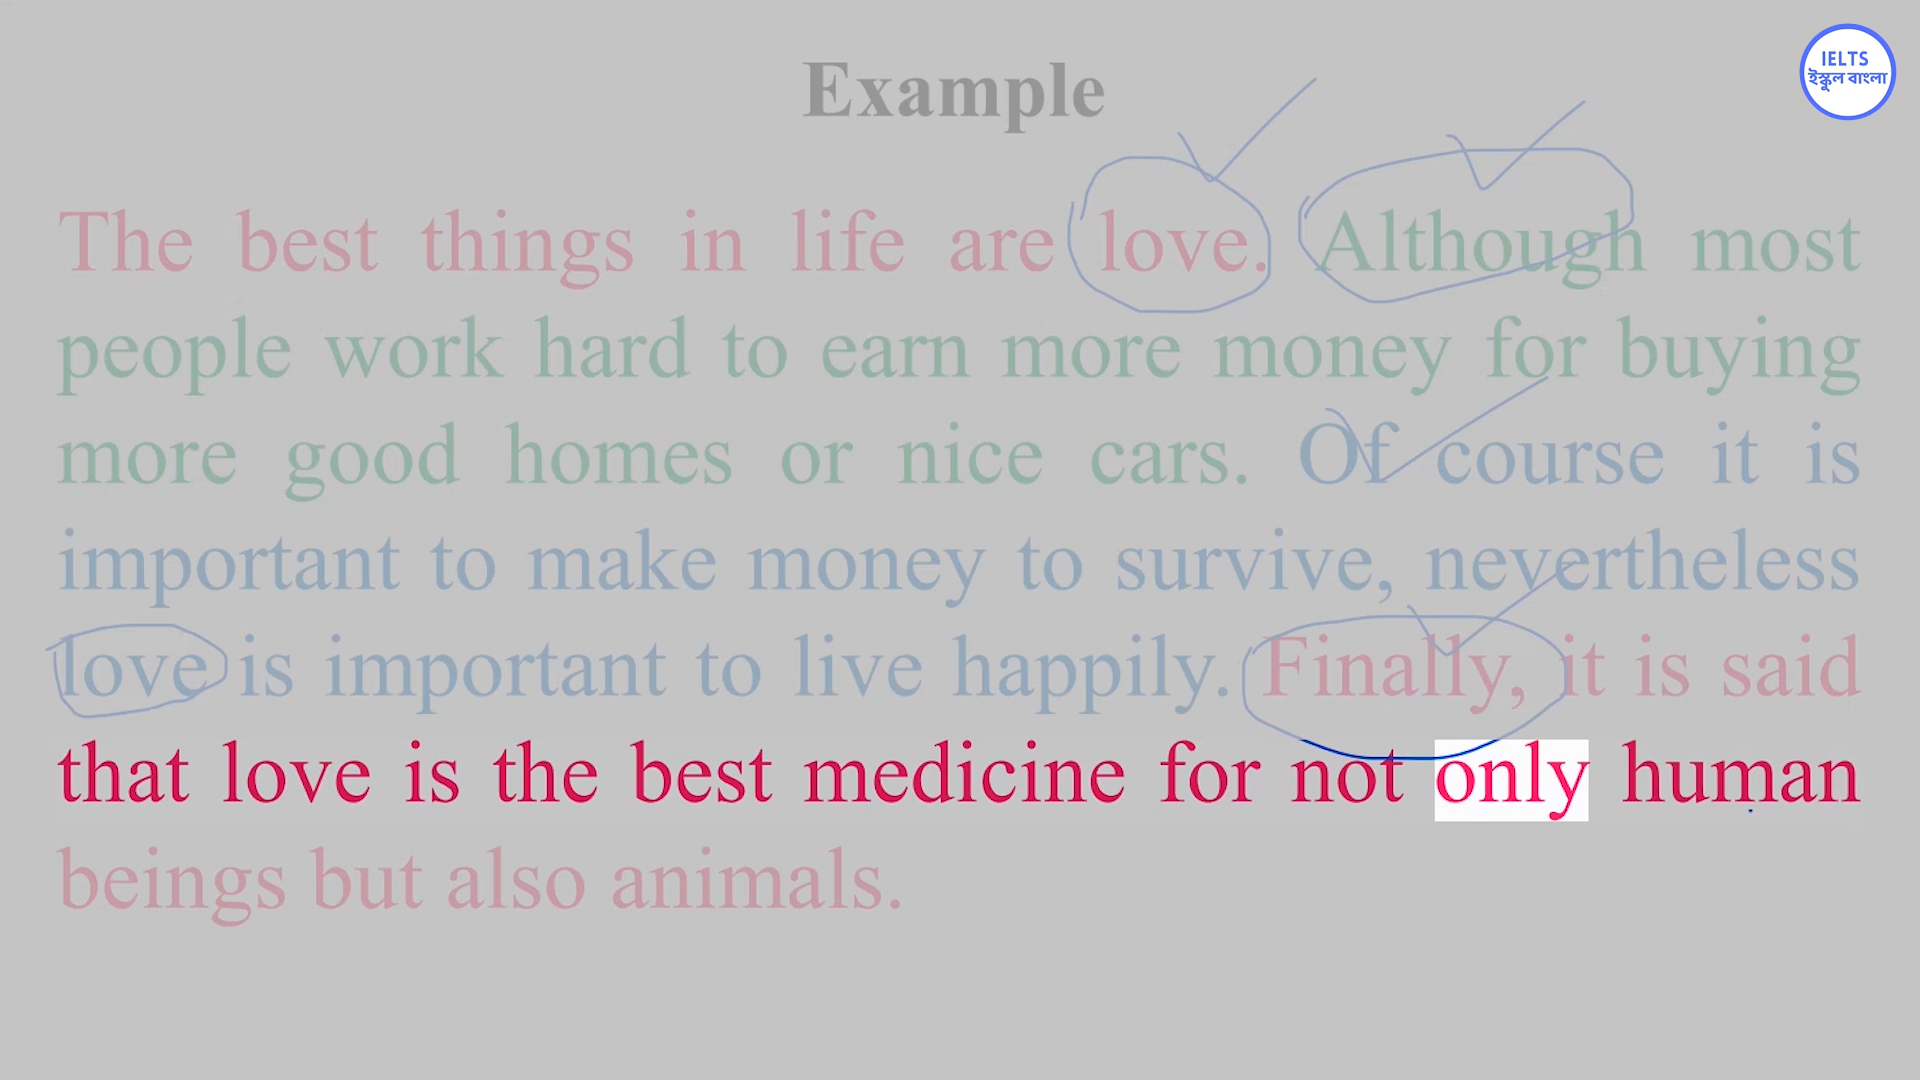 IELTS
ইস্কুল বাংলা
Example
The best things in life are love. Although most
people work hard to earn more money for buying
more good homes or nice cars. Of course it is
important to make money to survive, nevertheless
love is important to live happily. Finally, it is said
that love is the best medicine for not only human
beings but also animals.